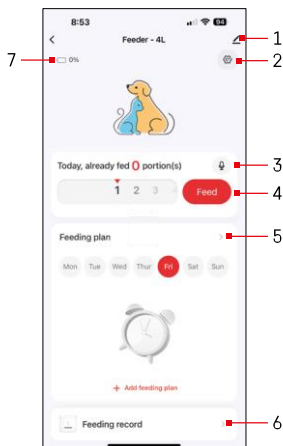 8:53
94
Feeder - 4L
1
7
0%
2
Today, already fed 0 portion(s)
3
1 2 3
Feed
4
Feeding plan
5
Mon Tue Wed Thur Fri Sat Sun
+ Add feeding plan
Feeding record
6